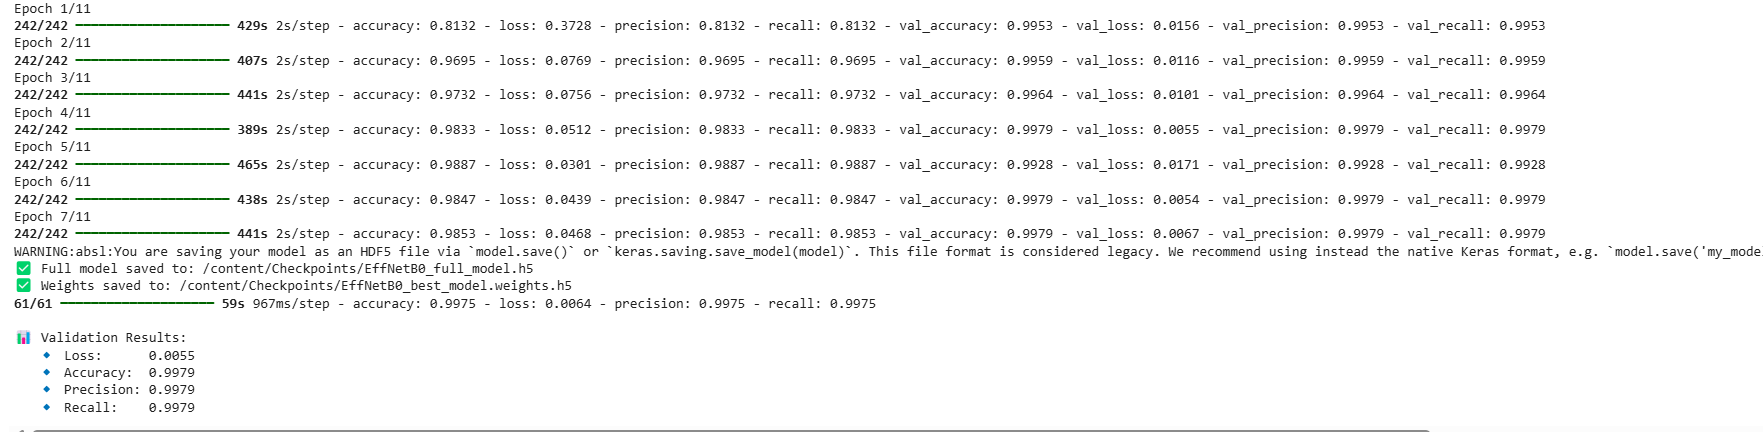 Epoch 1/11
242/242 ━━━━━━━━━━━━━━━━━━━━ 429s 2s/step - accuracy: 0.8132 - loss: 0.3728 - precision: 0.8132 - recall: 0.8132 - val_accuracy: 0.9953 - val_loss: 0.0156 - val_precision: 0.9953 - val_recall: 0.9953
Epoch 2/11
242/242 ━━━━━━━━━━━━━━━━━━━━ 407s 2s/step - accuracy: 0.9695 - loss: 0.0769 - precision: 0.9695 - recall: 0.9695 - val_accuracy: 0.9959 - val_loss: 0.0116 - val_precision: 0.9959 - val_recall: 0.9959
Epoch 3/11
242/242 ━━━━━━━━━━━━━━━━━━━━ 441s 2s/step - accuracy: 0.9732 - loss: 0.0756 - precision: 0.9732 - recall: 0.9732 - val_accuracy: 0.9964 - val_loss: 0.0101 - val_precision: 0.9964 - val_recall: 0.9964
Epoch 4/11
242/242 ━━━━━━━━━━━━━━━━━━━━ 389s 2s/step - accuracy: 0.9833 - loss: 0.0512 - precision: 0.9833 - recall: 0.9833 - val_accuracy: 0.9979 - val_loss: 0.0055 - val_precision: 0.9979 - val_recall: 0.9979
Epoch 5/11
242/242 ━━━━━━━━━━━━━━━━━━━━ 465s 2s/step - accuracy: 0.9887 - loss: 0.0301 - precision: 0.9887 - recall: 0.9887 - val_accuracy: 0.9928 - val_loss: 0.0171 - val_precision: 0.9928 - val_recall: 0.9928
Epoch 6/11
242/242 ━━━━━━━━━━━━━━━━━━━━ 438s 2s/step - accuracy: 0.9847 - loss: 0.0439 - precision: 0.9847 - recall: 0.9847 - val_accuracy: 0.9979 - val_loss: 0.0054 - val_precision: 0.9979 - val_recall: 0.9979
Epoch 7/11
242/242 ━━━━━━━━━━━━━━━━━━━━ 441s 2s/step - accuracy: 0.9853 - loss: 0.0468 - precision: 0.9853 - recall: 0.9853 - val_accuracy: 0.9979 - val_loss: 0.0067 - val_precision: 0.9979 - val_recall: 0.9979
WARNING:absl:You are saving your model as an HDF5 file via `model.save()` or `keras.saving.save_model(model)`. This file format is considered legacy. We recommend using instead the native Keras format, e.g. `model.save('my_mode
✅ Full model saved to: /content/Checkpoints/EffNetB0_full_model.h5
✅ Weights saved to: /content/Checkpoints/EffNetB0_best_model.weights.h5
61/61 ━━━━━━━━━━━━━━━━━━━━ 59s 967ms/step - accuracy: 0.9975 - loss: 0.0064 - precision: 0.9975 - recall: 0.9975
📊 Validation Results:
🔹 Loss: 0.0055
🔹 Accuracy: 0.9979
🔹 Precision: 0.9979
🔹 Recall: 0.9979